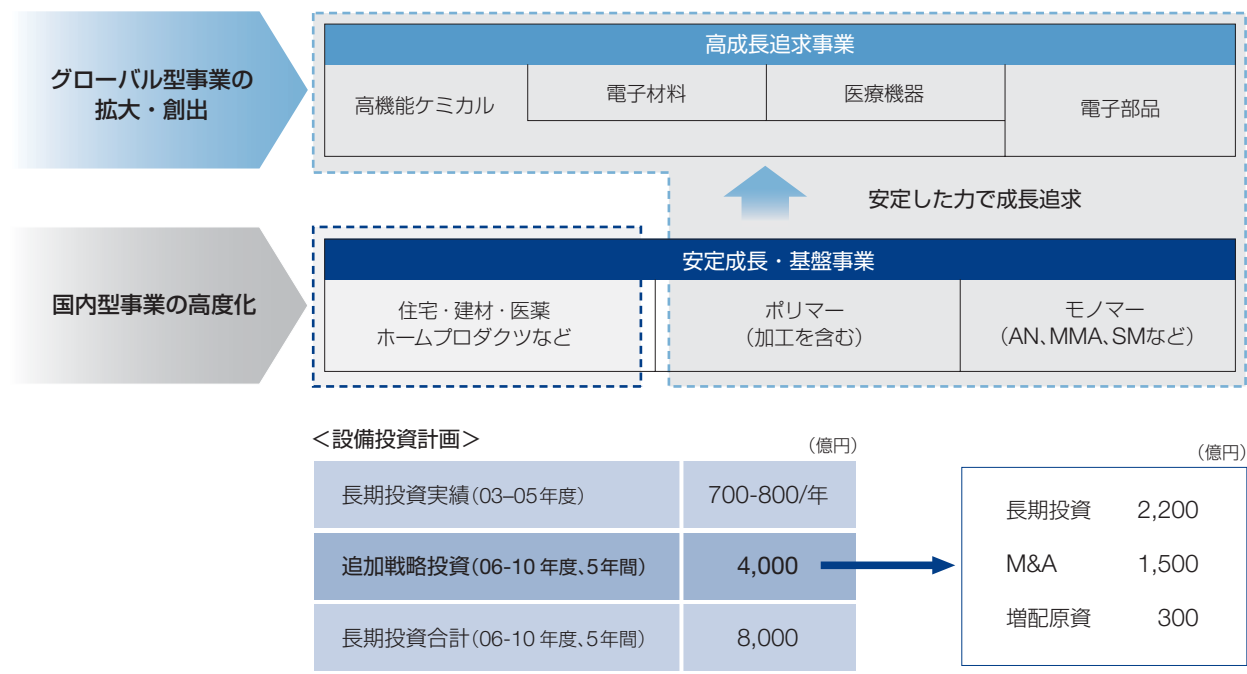 グローバル型事業の
拡大・創出
高成長追求事業
高機能ケミカル
電子材料
医療機器
電子部品
安定した力で成長追求
国内型事業の高度化
安定成長・基盤事業
住宅・建材・医薬
ホームプロダクツなど
ポリマー
(加工を含む)
モノマー
(AN、MMA、SMなど)
＜設備投資計画＞
(億円)
長期投資実績(03–05年度) 700-800/年
追加戦略投資(06-10年度、5年間) 4,000
長期投資合計(06-10年度、5年間) 8,000
(億円)
長期投資 2,200
M&A 1,500
増配原資 300